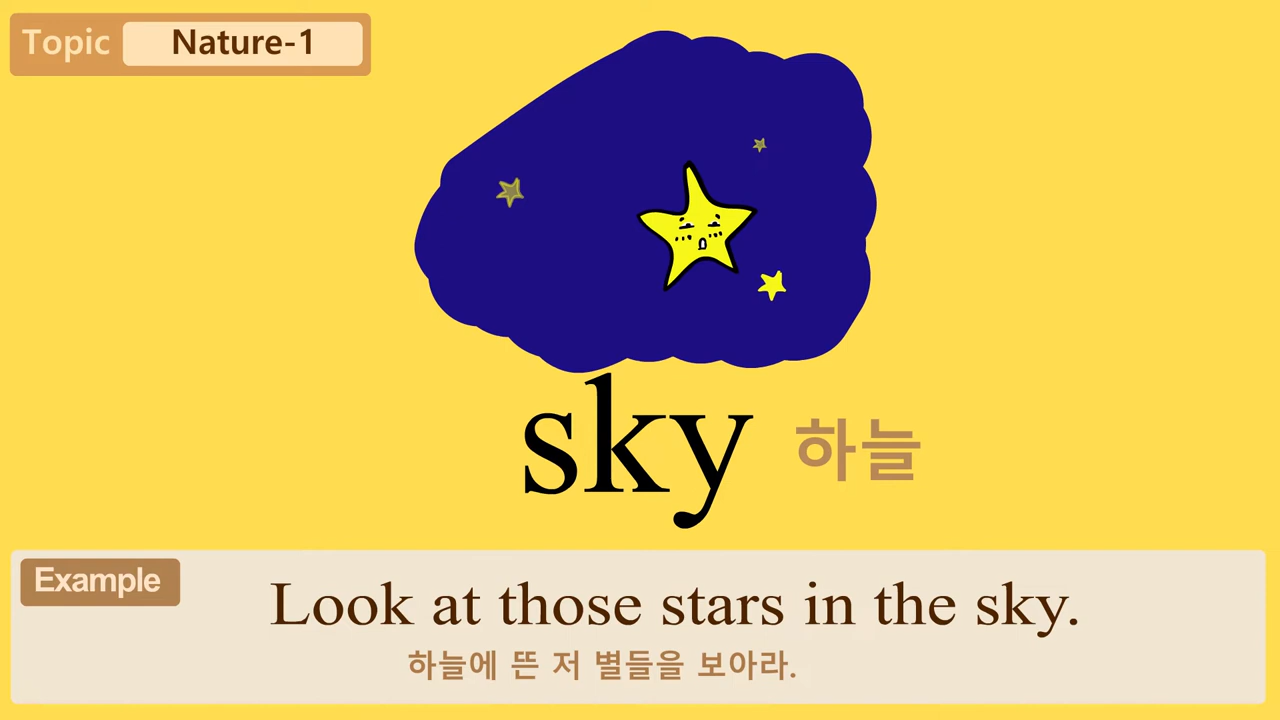 Topic Nature-1
sky 하늘
Example
Look at those stars in the sky.
하늘에 뜬 저 별들을 보아라.